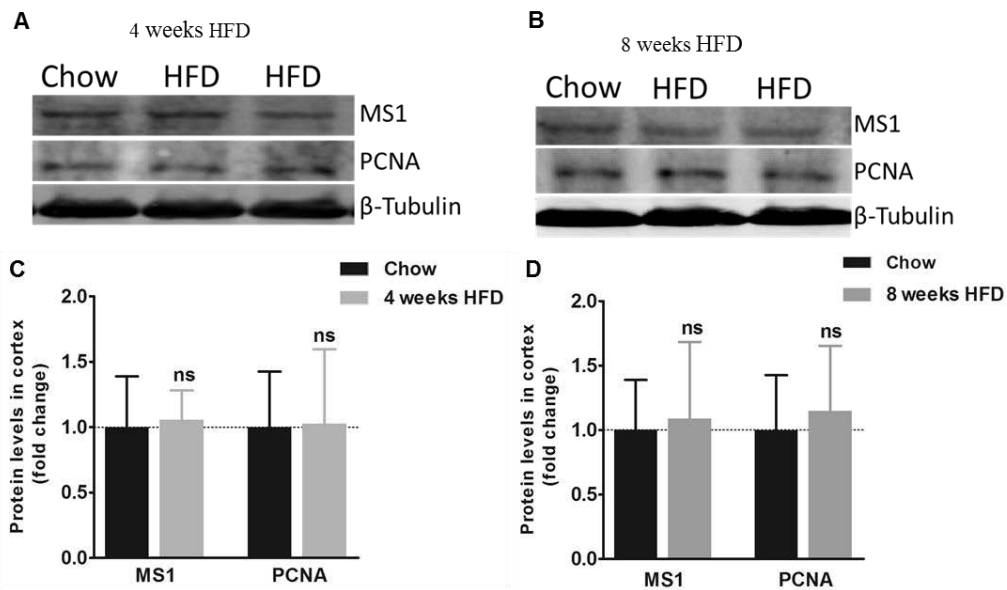 A
4 weeks HFD
Chow HFD HFD
MS1
PCNA
β-Tubulin
B
8 weeks HFD
Chow HFD HFD
MS1
PCNA
β-Tubulin
C
Chow
4 weeks HFD
Protein levels in cortex
(fold change)
2.0
1.5
1.0
0.5
0.0
ns
ns
MS1 PCNA
D
Chow
8 weeks HFD
Protein levels in cortex
(fold change)
2.0
1.5
1.0
0.5
0.0
ns
ns
MS1 PCNA